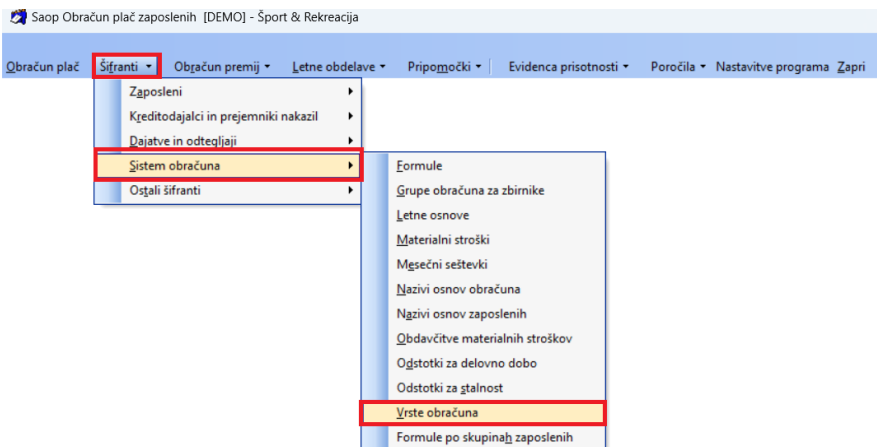 Saop Obračun plač zaposlenih [DEMO] - Šport & Rekreacija
Obračun plač Šifranti Obračun premij Letne obdelave Pripomočki Evidenca prisotnosti Poročila Nastavitve programa Zapri
Zaposleni
Kreditodajalci in prejemniki nakazil
Dajatve in odtegljaji
Sistem obračuna
Ostali šifranti
Formule
Grupe obračuna za zbirnike
Letne osnove
Materialni stroški
Mesečni seštevki
Nazivi osnov obračuna
Nazivi osnov zaposlenih
Obdavčitve materialnih stroškov
Odstotki za delovno dobo
Odstotki za stalnost
Vrste obračuna
Formule po skupinah zaposlenih